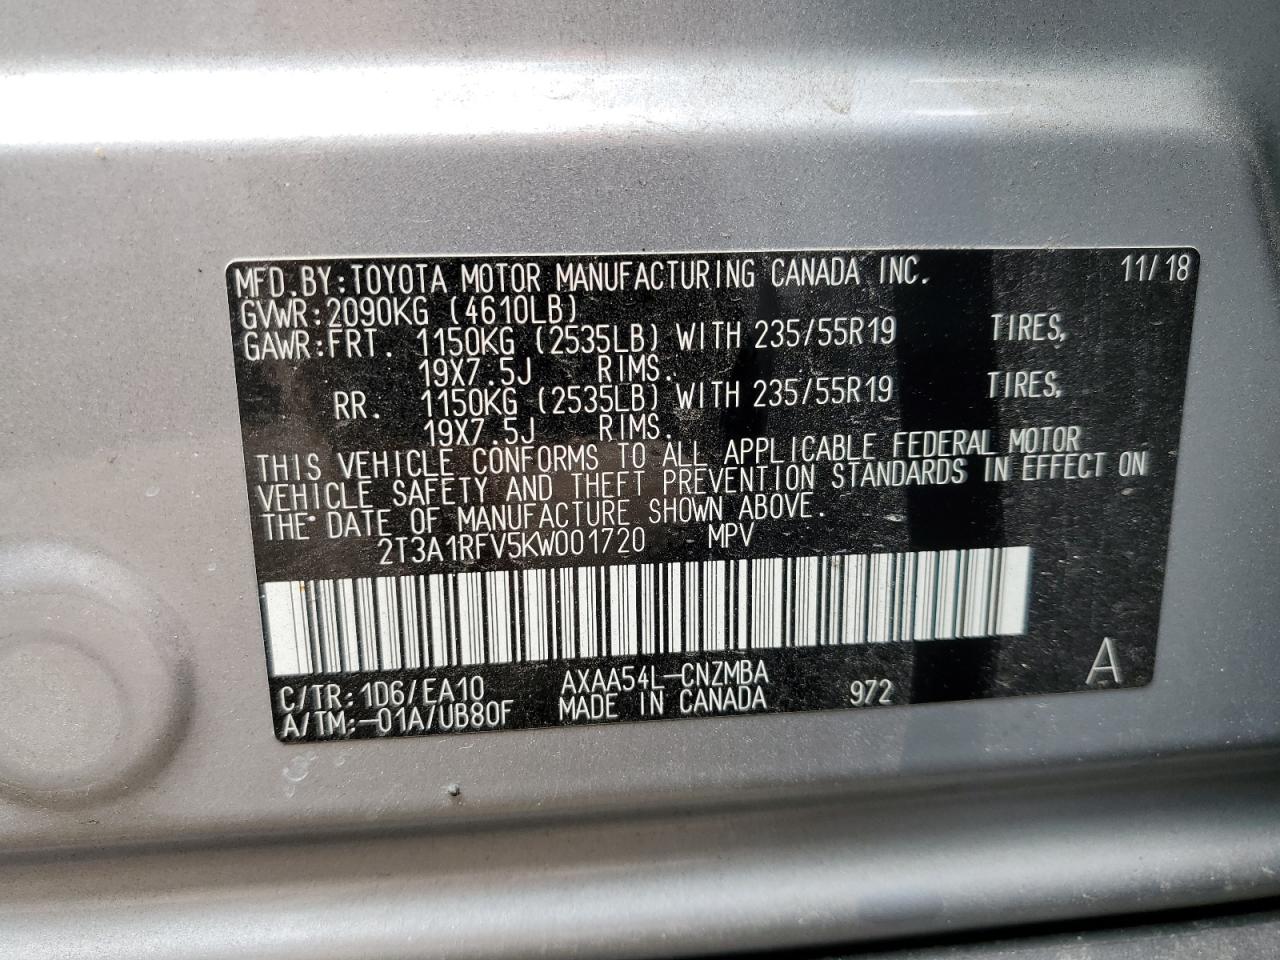 MFD.BY:TOYOTA MOTOR MANUFACTURING CANADA INC. 11/18
GVWR:2090KG (4610LB)
GAWR:FRT. 1150KG (2535LB) WITH 235/55R19 TIRES,
19X7.5J RIMS.
RR. 1150KG (2535LB) WITH 235/55R19 TIRES,
19X7.5J RIMS.
THIS VEHICLE CONFORMS TO ALL APPLICABLE FEDERAL MOTOR
VEHICLE SAFETY AND THEFT PREVENTION STANDARDS IN EFFECT ON
THE DATE OF MANUFACTURE SHOWN ABOVE.
2T3A1RFV5KW001720 MPV
C/TR:1D6/EA10 AXAA54L-CNZMBA A
A/TM:-01A/UB80F MADE IN CANADA 972